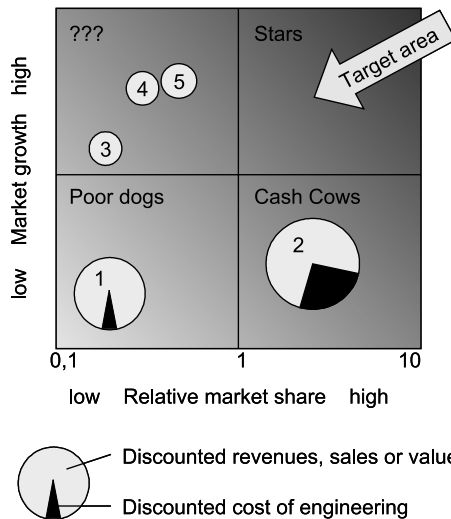 ???
Stars
Target area
high
Market growth
low
4
5
3
Poor dogs
Cash Cows
1
2
0,1
1
10
low Relative market share high
Discounted revenues, sales or value
Discounted cost of engineering